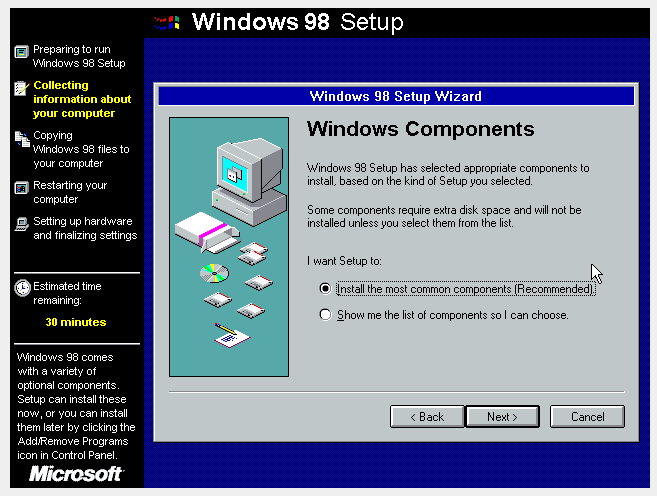 Windows 98 Setup
Preparing to run
Windows 98 Setup
Collecting
information about
your computer
Copying
Windows 98 files to
your computer
Restarting your
computer
Setting up hardware
and finalizing settings
Estimated time
remaining:
30 minutes
Windows 98 comes
with a variety of
optional components.
Setup can install these
now, or you can install
them later by clicking the
Add/Remove Programs
icon in Control Panel.
Microsoft
Windows 98 Setup Wizard
Windows Components
Windows 98 Setup has selected appropriate components to
install, based on the kind of Setup you selected.
Some components require extra disk space and will not be
installed unless you select them from the list.
I want Setup to:
Install the most common components (Recommended).
Show me the list of components so I can choose.
< Back
Next >
Cancel